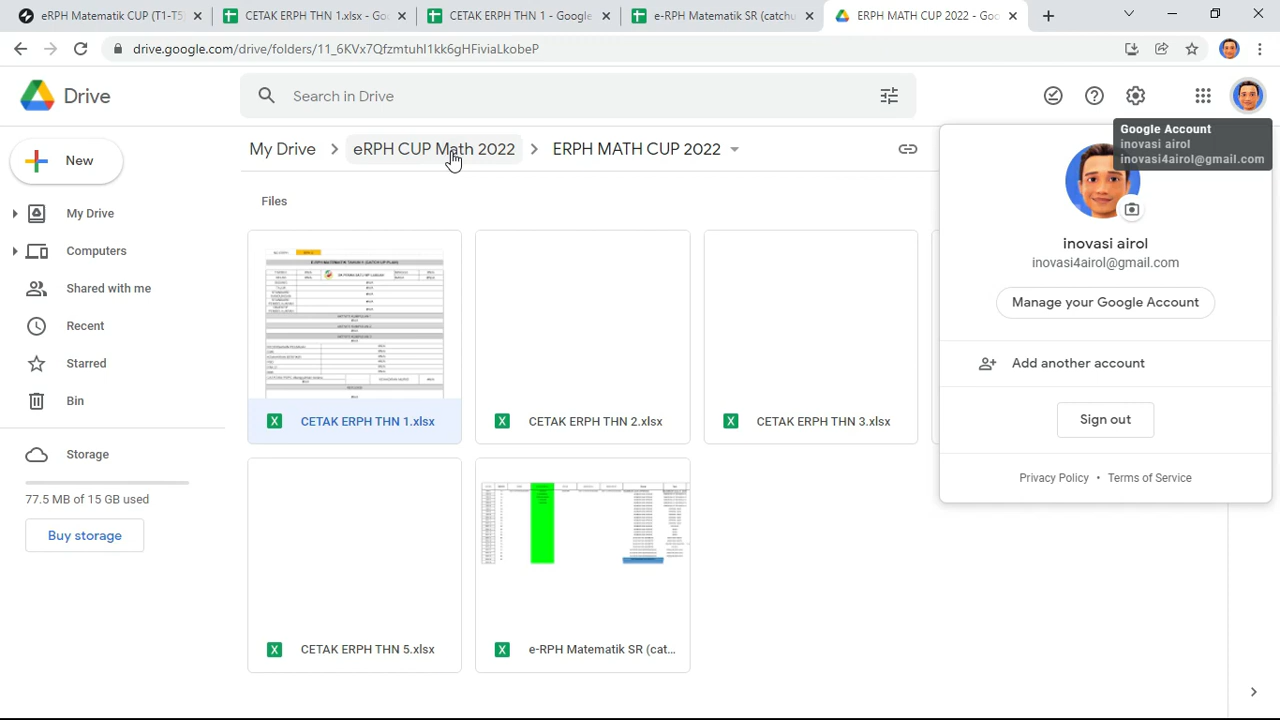 eRPH Matematik CUP (T1-T5)
CETAK ERPH THN 1.xlsx - Goo
CETAK ERPH THN 1 - Google
e-RPH Matematik SR (catchu
ERPH MATH CUP 2022 - Goo
drive.google.com/drive/folders/11_6KVx7Qfzmtuhl1kk6gHFiviaLkobeP
Drive
Search in Drive
New
My Drive
Computers
Shared with me
Recent
Starred
Bin
Storage
77.5 MB of 15 GB used
Buy storage
My Drive > eRPH CUP Math 2022 > ERPH MATH CUP 2022
Files
CETAK ERPH THN 1.xlsx
CETAK ERPH THN 2.xlsx
CETAK ERPH THN 3.xlsx
CETAK ERPH THN 5.xlsx
e-RPH Matematik SR (cat...
Google Account
inovasi airol
inovasi4airol@gmail.com
inovasi airol
inovasi4airol@gmail.com
Manage your Google Account
Add another account
Sign out
Privacy Policy • Terms of Service